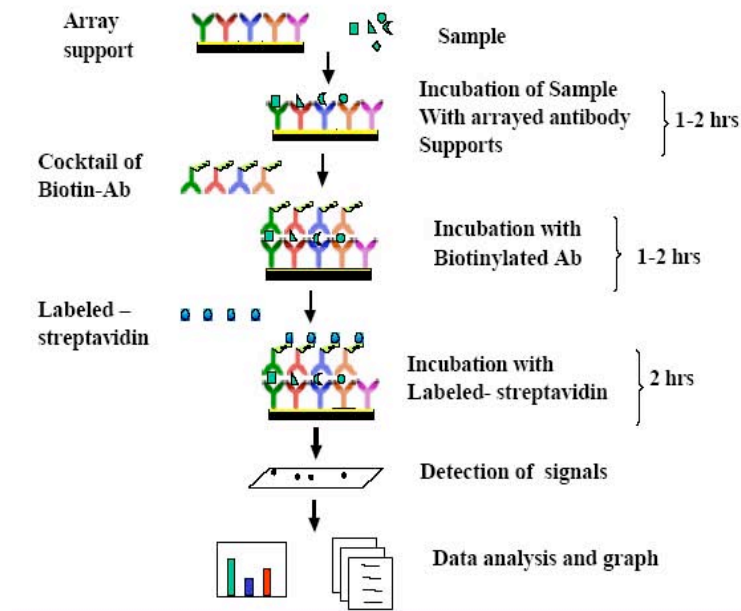 Array
support
Sample
Incubation of Sample
With arrayed antibody
Supports
1-2 hrs
Cocktail of
Biotin-Ab
Incubation with
Biotinylated Ab
1-2 hrs
Labeled –
streptavidin
Incubation with
Labeled- streptavidin
2 hrs
Detection of signals
Data analysis and graph